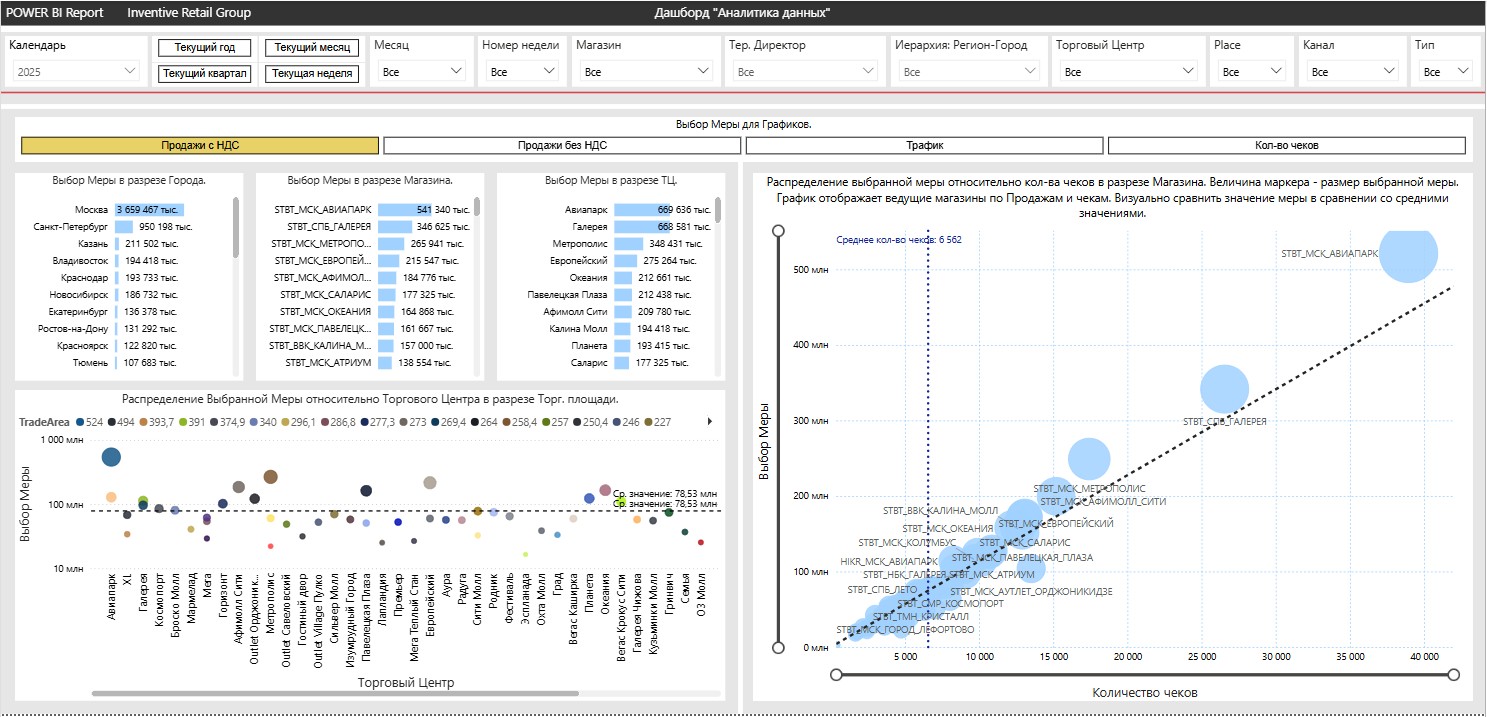 POWER BI Report Inventive Retail Group Дашборд "Аналитика данных"
Календарь
2025
Текущий год Текущий месяц
Текущий квартал Текущая неделя
Месяц
Все
Номер недели
Все
Магазин
Все
Тер. Директор
Все
Иерархия: Регион-Город
Все
Торговый Центр
Все
Place
Все
Канал
Все
Тип
Все
Выбор Меры для Графиков.
Продажи с НДС Продажи без НДС Трафик Кол-во чеков
Выбор Меры в разрезе Города.
Москва 3 659 467 тыс.
Санкт-Петербург 950 198 тыс.
Казань 211 502 тыс.
Владивосток 194 418 тыс.
Краснодар 193 733 тыс.
Новосибирск 186 732 тыс.
Екатеринбург 136 378 тыс.
Ростов-на-Дону 131 292 тыс.
Красноярск 122 820 тыс.
Тюмень 107 683 тыс.
Выбор Меры в разрезе Магазина.
STBT_МСК_АВИАПАРК 541 340 тыс.
STBT_СПБ_ГАЛЕРЕЯ 346 625 тыс.
STBT_МСК_МЕТРОПО... 265 941 тыс.
STBT_МСК_ЕВРОПЕЙ... 215 547 тыс.
STBT_МСК_АФИМОЛ... 184 776 тыс.
STBT_МСК_САЛАРИС 177 325 тыс.
STBT_МСК_ОКЕАНИЯ 164 868 тыс.
STBT_МСК_ПАВЕЛЕЦК... 161 667 тыс.
STBT_ВВК_КАЛИНА_М... 157 000 тыс.
STBT_МСК_АТРИУМ 138 554 тыс.
Выбор Меры в разрезе ТЦ.
Авиапарк 669 636 тыс.
Галерея 668 581 тыс.
Метрополис 348 431 тыс.
Европейский 275 264 тыс.
Океания 212 661 тыс.
Павелецкая Плаза 212 438 тыс.
Афимолл Сити 209 780 тыс.
Калина Молл 194 418 тыс.
Планета 193 415 тыс.
Саларис 177 325 тыс.
Распределение Выбранной Меры относительно Торгового Центра в разрезе Торг. площади.
TradeArea 524 494 393,7 391 374,9 340 296,1 286,8 277,3 273 269,4 264 258,4 257 250,4 246 227
Выбор Меры
1 000 млн
100 млн
10 млн
Ср. значение: 78,53 млн
Ср. значение: 78,53 млн
Авиапарк
XL
Галерея
Космопорт
Броско Молл
Мармелад
Мега
Горизонт
Афимолл Сити
Outlet Орджоник...
Метрополис
Outlet Савеловский
Гостиный двор
Outlet Village Пулко
Сильвер Молл
Изумрудный Город
Павелецкая Плаза
Лапландия
Премьер
Мега Теплый Стан
Европейский
Аура
Радуга
Сити Молл
Родник
Фестиваль
Эспланада
Охта Молл
Град
Вегас Каширка
Планета
Океания
Вегас Крокус Сити
Галерея Чижова
Кузьминки Молл
Гринвич
Семья
ОЗ Молл
Торговый Центр
Распределение выбранной меры относительно кол-ва чеков в разрезе Магазина. Величина маркера - размер выбранной меры.
График отображает ведущие магазины по Продажам и чекам. Визуально сравнить значение меры в сравнении со средними
значениями.
Среднее кол-во чеков: 6 562
Выбор Меры
500 млн
400 млн
300 млн
200 млн
100 млн
0 млн
STBT_МСК_АВИАПАРК
STBT_СПБ_ГАЛЕРЕЯ
STBT_МСК_МЕТРОПОЛИС
STBT_МСК_АФИМОЛЛ_СИТИ
STBT_ВВК_КАЛИНА_МОЛЛ
STBT_МСК_ЕВРОПЕЙСКИЙ
STBT_МСК_ОКЕАНИЯ
STBT_МСК_КОЛУМБУС
STBT_МСК_САЛАРИС
HIKR_МСК_АВИАПАРК
STBT_МСК_ПАВЕЛЕЦКАЯ_ПЛАЗА
STBT_НБК_ГАЛЕРЕЯ
STBT_МСК_АТРИУМ
STBT_СПБ_ЛЕТО
STBT_МСК_АУТЛЕТ_ОРДЖОНИКИДЗЕ
STBT_СМР_КОСМОПОРТ
STBT_ТМН_КРИСТАЛЛ
STBT_МСК_ГОРОД_ЛЕФОРТОВО
5 000 10 000 15 000 20 000 25 000 30 000 35 000 40 000
Количество чеков